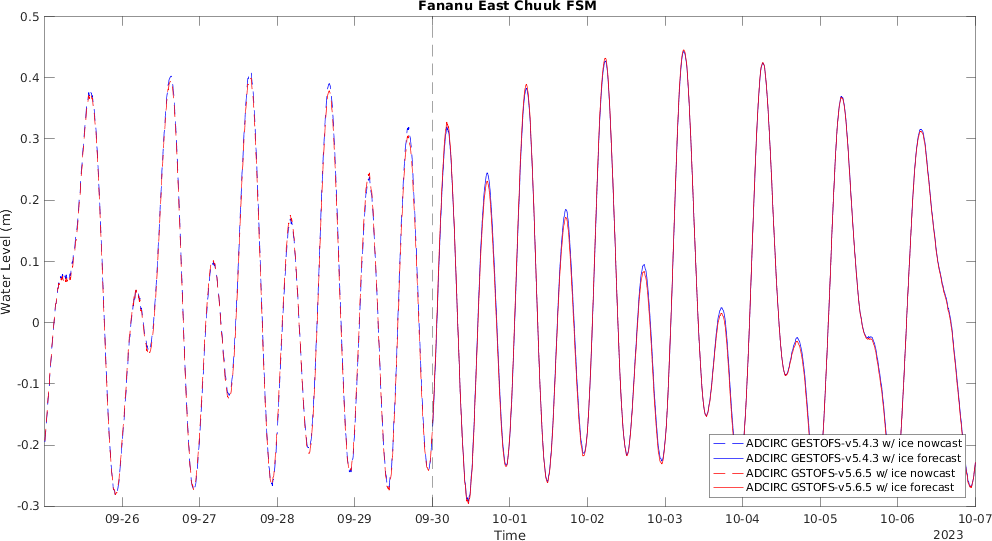 Fananu East Chuuk FSM
0.5
0.4
0.3
0.2
0.1
0
-0.1
-0.2
-0.3
Water Level (m)
ADCIRC GESTOFS-v5.4.3 w/ ice nowcast
ADCIRC GESTOFS-v5.4.3 w/ ice forecast
ADCIRC GSTOFS-v5.6.5 w/ ice nowcast
ADCIRC GSTOFS-v5.6.5 w/ ice forecast
09-26 09-27 09-28 09-29 09-30 10-01 10-02 10-03 10-04 10-05 10-06 10-07
Time
2023